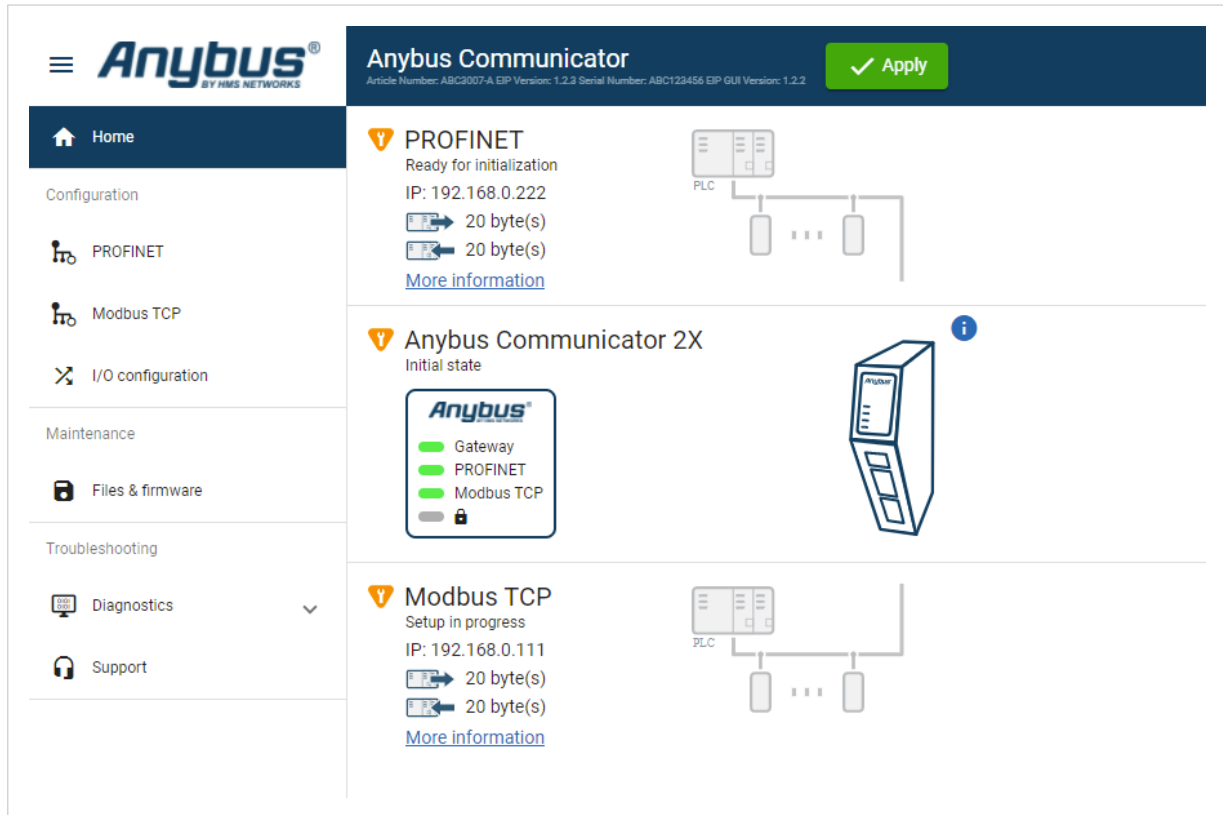 Anybus®
BY HMS NETWORKS
Anybus Communicator
Article Number: ABC3007-A EIP Version: 1.2.3 Serial Number: ABC123456 EIP GUI Version: 1.2.2
Apply
Home
Configuration
PROFINET
Modbus TCP
I/O configuration
Maintenance
Files & firmware
Troubleshooting
Diagnostics
Support
PROFINET
Ready for initialization
IP: 192.168.0.222
20 byte(s)
20 byte(s)
More information
PLC
Anybus Communicator 2X
Initial state
Anybus®
BY HMS NETWORKS
Gateway
PROFINET
Modbus TCP
Anybus
Modbus TCP
Setup in progress
IP: 192.168.0.111
20 byte(s)
20 byte(s)
More information
PLC